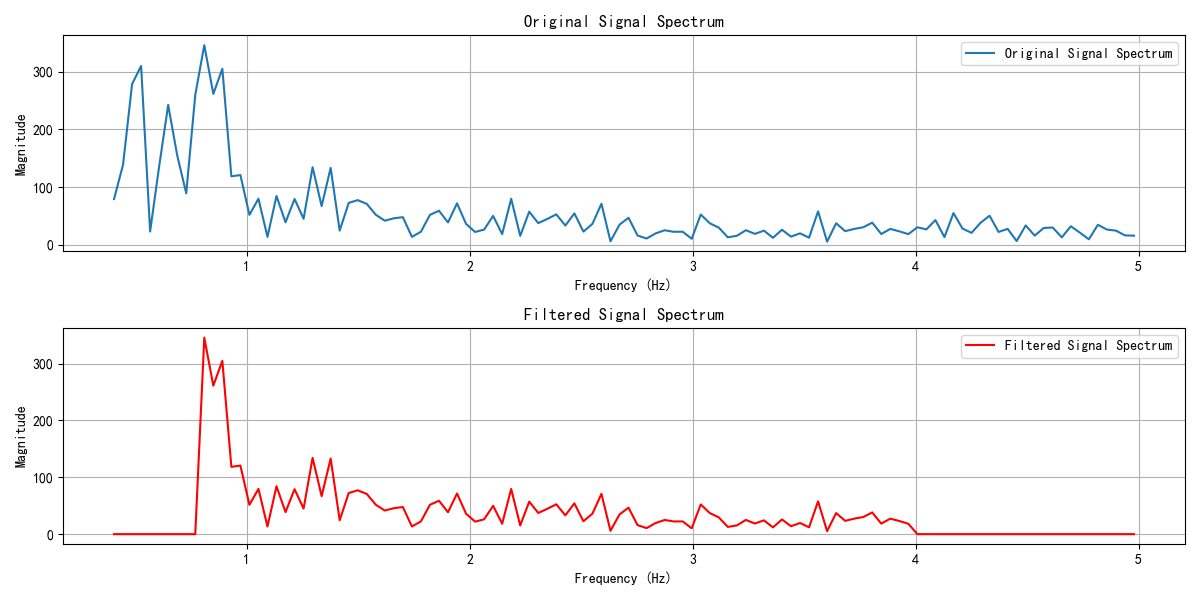 Original Signal Spectrum
Original Signal Spectrum
Magnitude
300
200
100
0
1 2 3 4 5
Frequency (Hz)
Filtered Signal Spectrum
Filtered Signal Spectrum
Magnitude
300
200
100
0
1 2 3 4 5
Frequency (Hz)